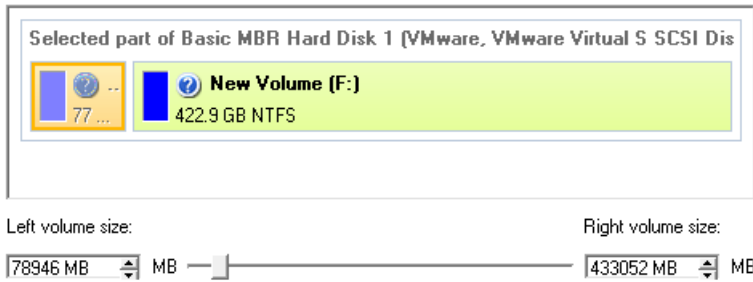 Selected part of Basic MBR Hard Disk 1 (VMware, VMware Virtual S SCSI Dis
? ..
77 ...
? New Volume (F:)
422.9 GB NTFS
Left volume size:
Right volume size:
78946 MB MB
433052 MB MB